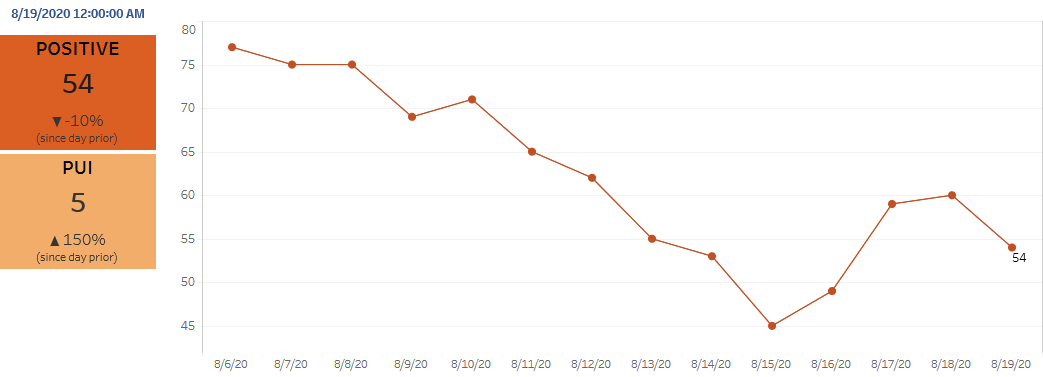 8/19/2020 12:00:00 AM
POSITIVE
54
▼-10%
(since day prior)
PUI
5
▲150%
(since day prior)
80
75
70
65
60
55
50
45
54
8/6/20 8/7/20 8/8/20 8/9/20 8/10/20 8/11/20 8/12/20 8/13/20 8/14/20 8/15/20 8/16/20 8/17/20 8/18/20 8/19/20